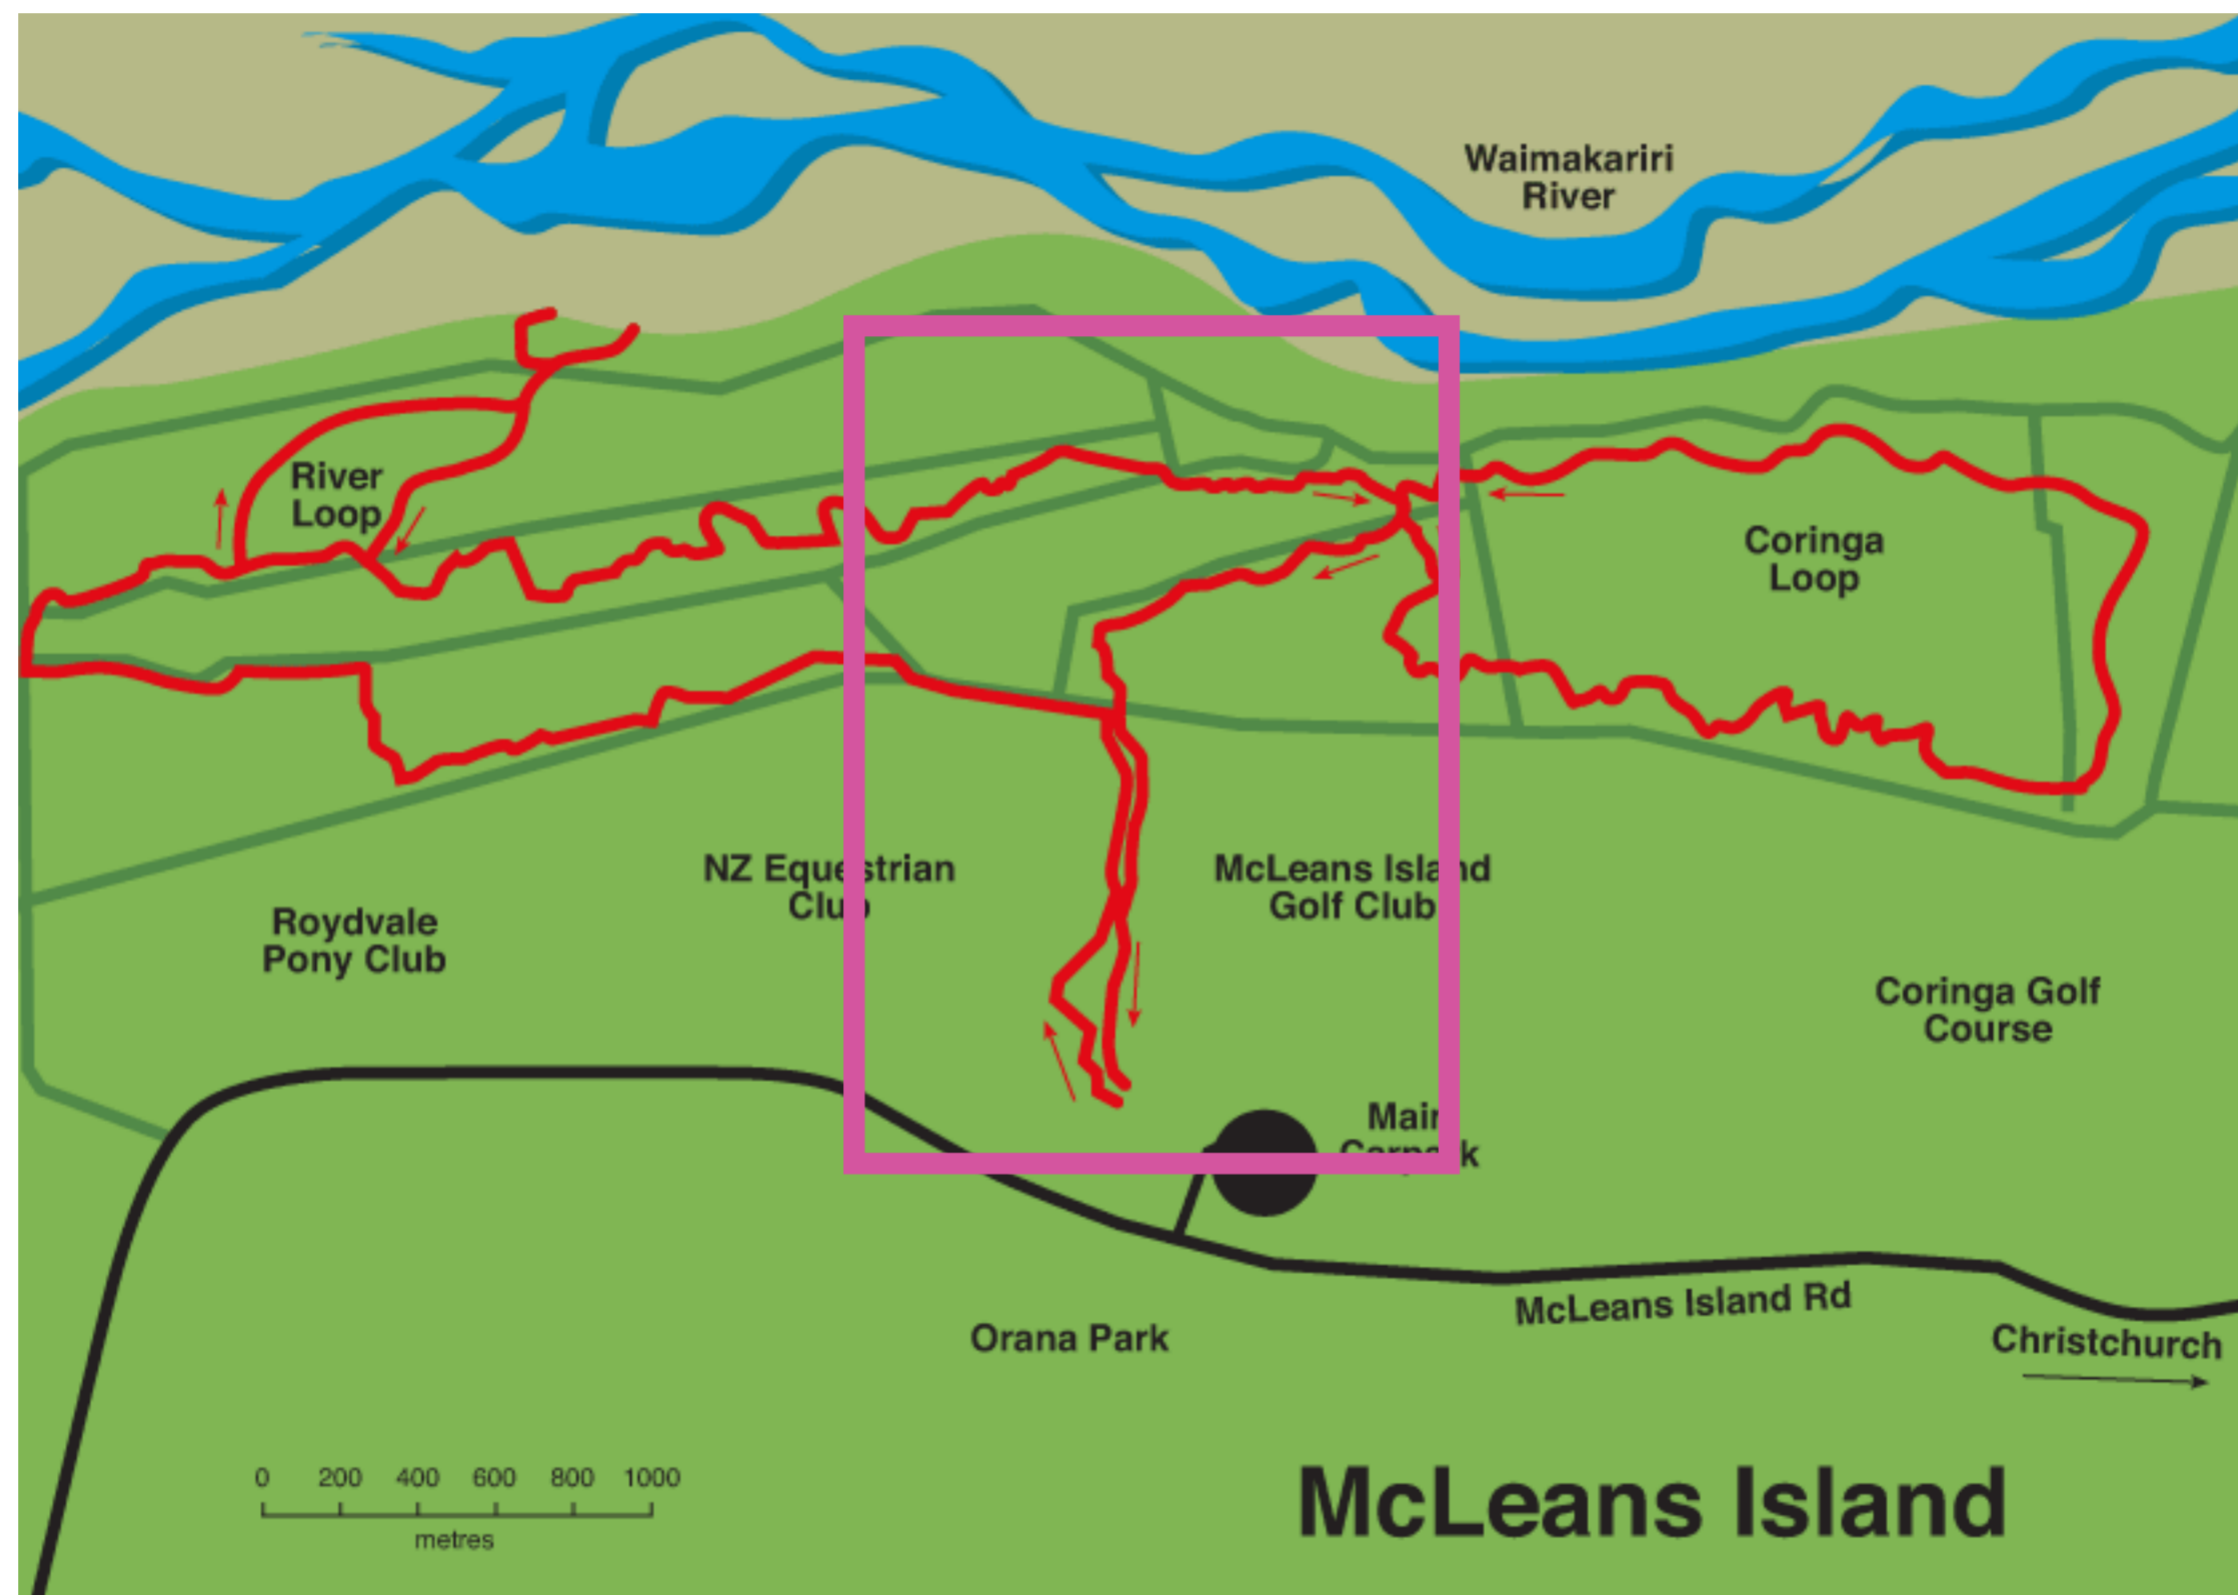 Waimakariri
River
River
Loop
Coringa
Loop
NZ Equestrian
Club
McLeans Island
Golf Club
Roydvale
Pony Club
Coringa Golf
Course
Main
Carpark
McLeans Island Rd
Orana Park
Christchurch
0 200 400 600 800 1000
metres
McLeans Island